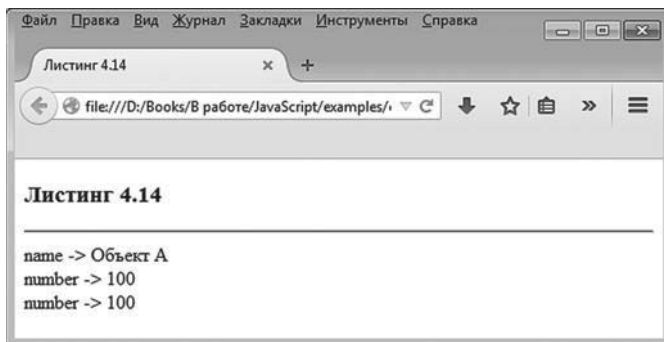 Файл Правка Вид Журнал Закладки Инструменты Справка
Листинг 4.14
file:///D:/Books/В работе/JavaScript/examples/
Листинг 4.14
name -> Объект A
number -> 100
number -> 100